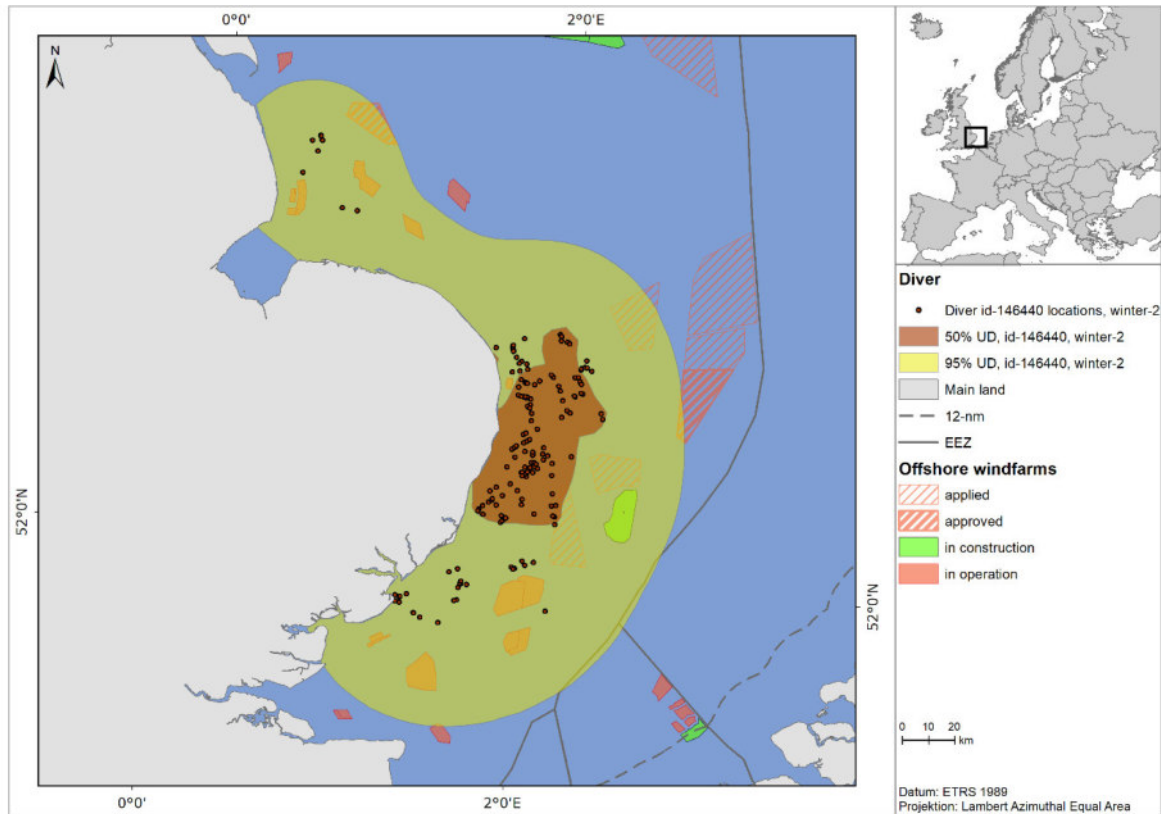 0°0'
2°0'E
N
52°0'N
52°0'N
0°0'
2°0'E
Diver
Diver id-146440 locations, winter-2
50% UD, id-146440, winter-2
95% UD, id-146440, winter-2
Main land
12-nm
EEZ
Offshore windfarms
applied
approved
in construction
in operation
0 10 20
km
Datum: ETRS 1989
Projektion: Lambert Azimuthal Equal Area